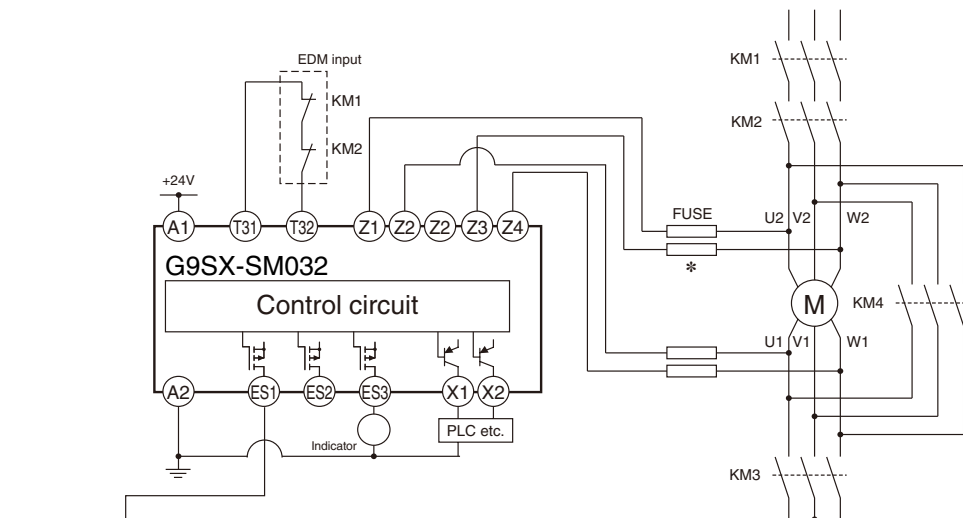 EDM input
KM1
KM2
+24V
A1
T31
T32
Z1
Z2
Z2
Z3
Z4
G9SX-SM032
Control circuit
A2
ES1
ES2
ES3
X1
X2
Indicator
PLC etc.
KM1
KM2
FUSE
*
U2 V2 W2
M
KM4
U1 V1 W1
KM3